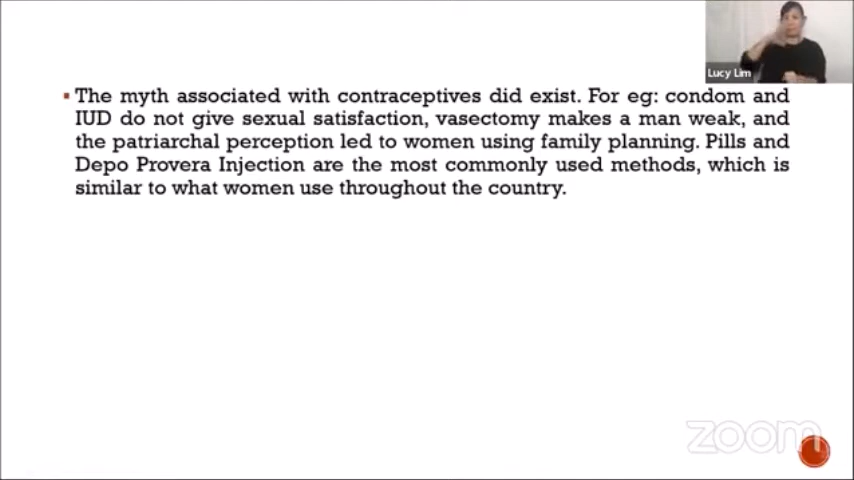 Lucy Lim
The myth associated with contraceptives did exist. For eg: condom and
IUD do not give sexual satisfaction, vasectomy makes a man weak, and
the patriarchal perception led to women using family planning. Pills and
Depo Provera Injection are the most commonly used methods, which is
similar to what women use throughout the country.
zoom